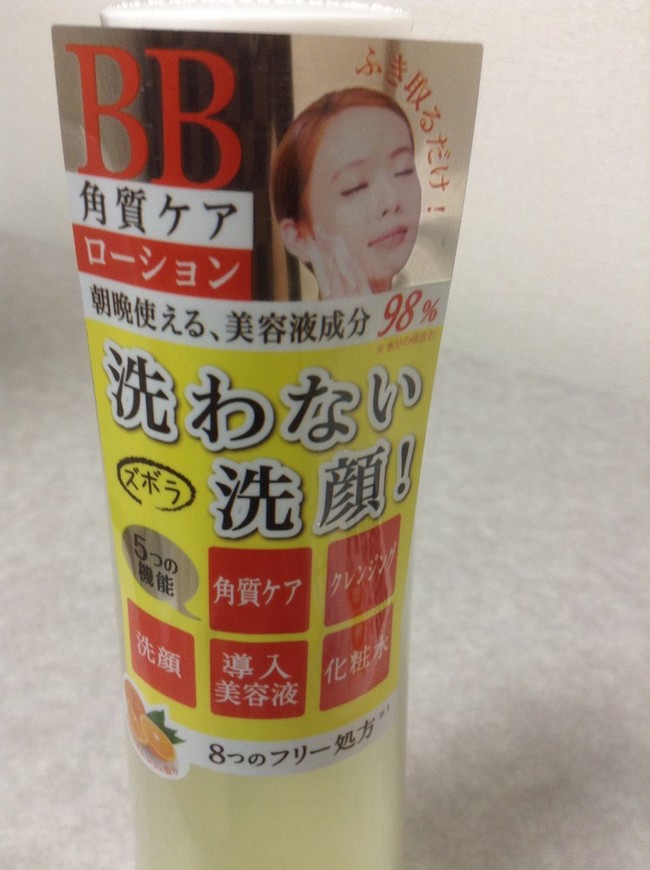 BB
ふき取るだけ!
角質ケア
ローション
朝晩使える、美容液成分 98%
洗わない
ズボラ 洗顔!
5つの
機能
角質ケア
クレンジング
洗顔
導入
美容液
化粧水
8つのフリー処方